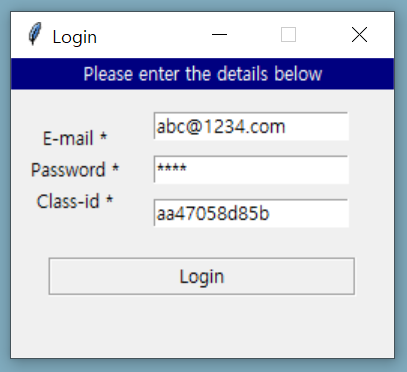 Login
Please enter the details below
E-mail * abc@1234.com
Password * ****
Class-id * aa47058d85b
Login